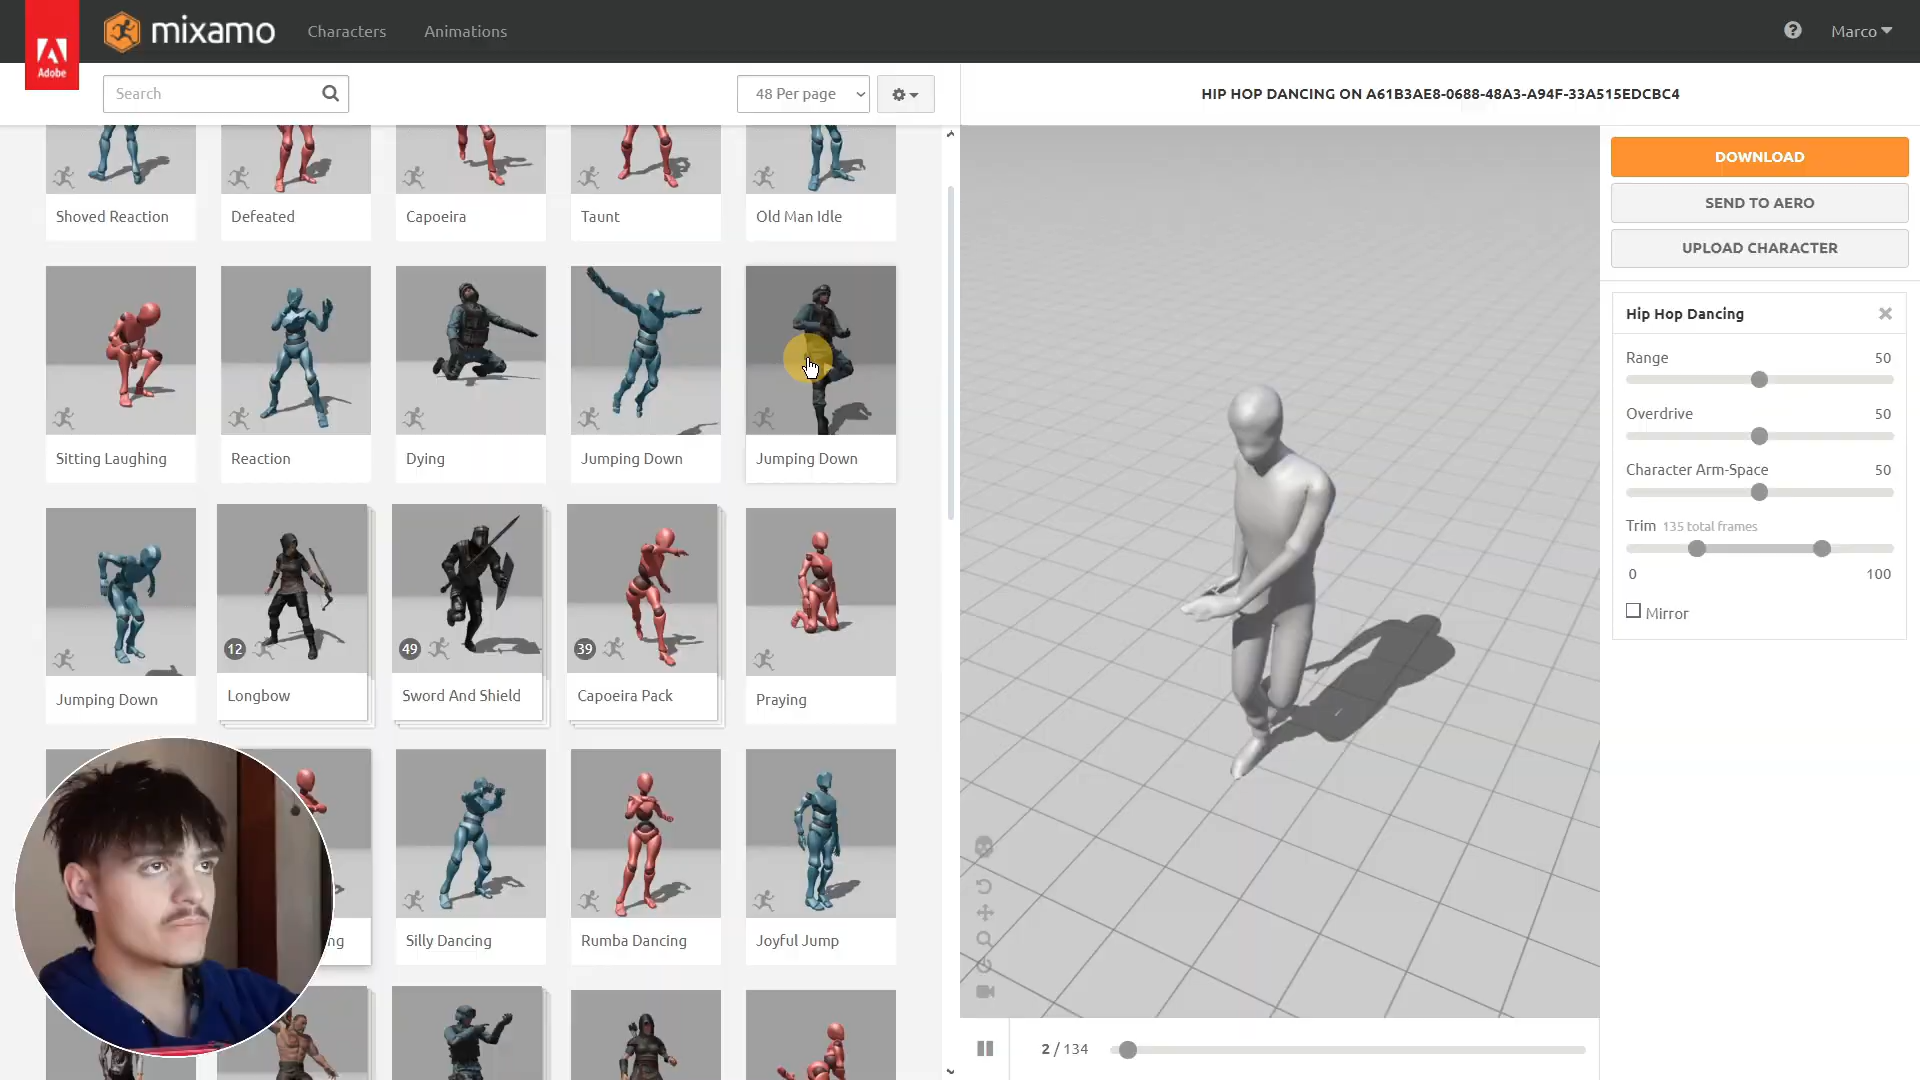 Adobe
mixamo
Characters
Animations
Marco
Search
48 Per page
HIP HOP DANCING ON A61B3AE8-0688-48A3-A94F-33A515EDCBC4
Shoved Reaction
Defeated
Capoeira
Taunt
Old Man Idle
Sitting Laughing
Reaction
Dying
Jumping Down
Jumping Down
Jumping Down
12
Longbow
49
Sword And Shield
39
Capoeira Pack
Praying
ng
Silly Dancing
Rumba Dancing
Joyful Jump
2 / 134
DOWNLOAD
SEND TO AERO
UPLOAD CHARACTER
Hip Hop Dancing
Range 50
Overdrive 50
Character Arm-Space 50
Trim 135 total frames
0 100
Mirror